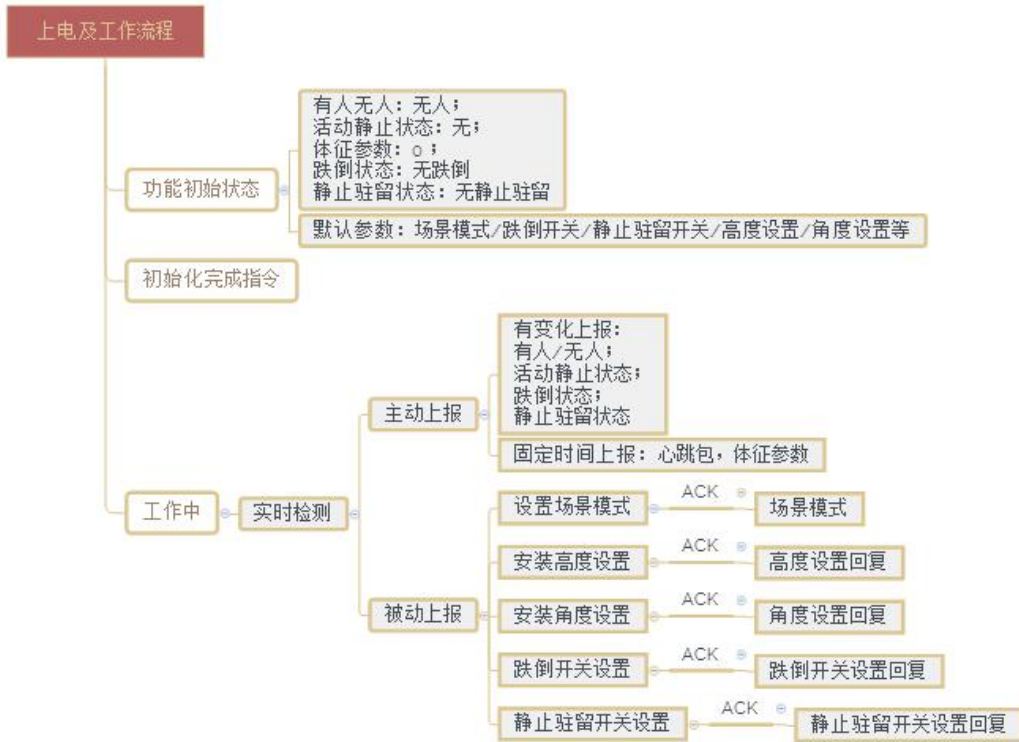 上电及工作流程
功能初始状态
有人无人：无人；
活动静止状态：无；
体征参数：0；
跌倒状态：无跌倒
静止驻留状态：无静止驻留
默认参数：场景模式/跌倒开关/静止驻留开关/高度设置/角度设置等
初始化完成指令
工作中
实时检测
主动上报
有变化上报：
有人/无人；
活动静止状态；
跌倒状态；
静止驻留状态
固定时间上报：心跳包，体征参数
被动上报
设置场景模式
ACK
场景模式
安装高度设置
ACK
高度设置回复
安装角度设置
ACK
角度设置回复
跌倒开关设置
ACK
跌倒开关设置回复
静止驻留开关设置
ACK
静止驻留开关设置回复